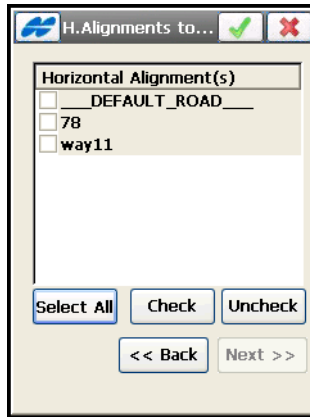 H.Alignments to...
Horizontal Alignment(s)
___DEFAULT_ROAD___
78
way11
Select All Check Uncheck
<< Back Next >>